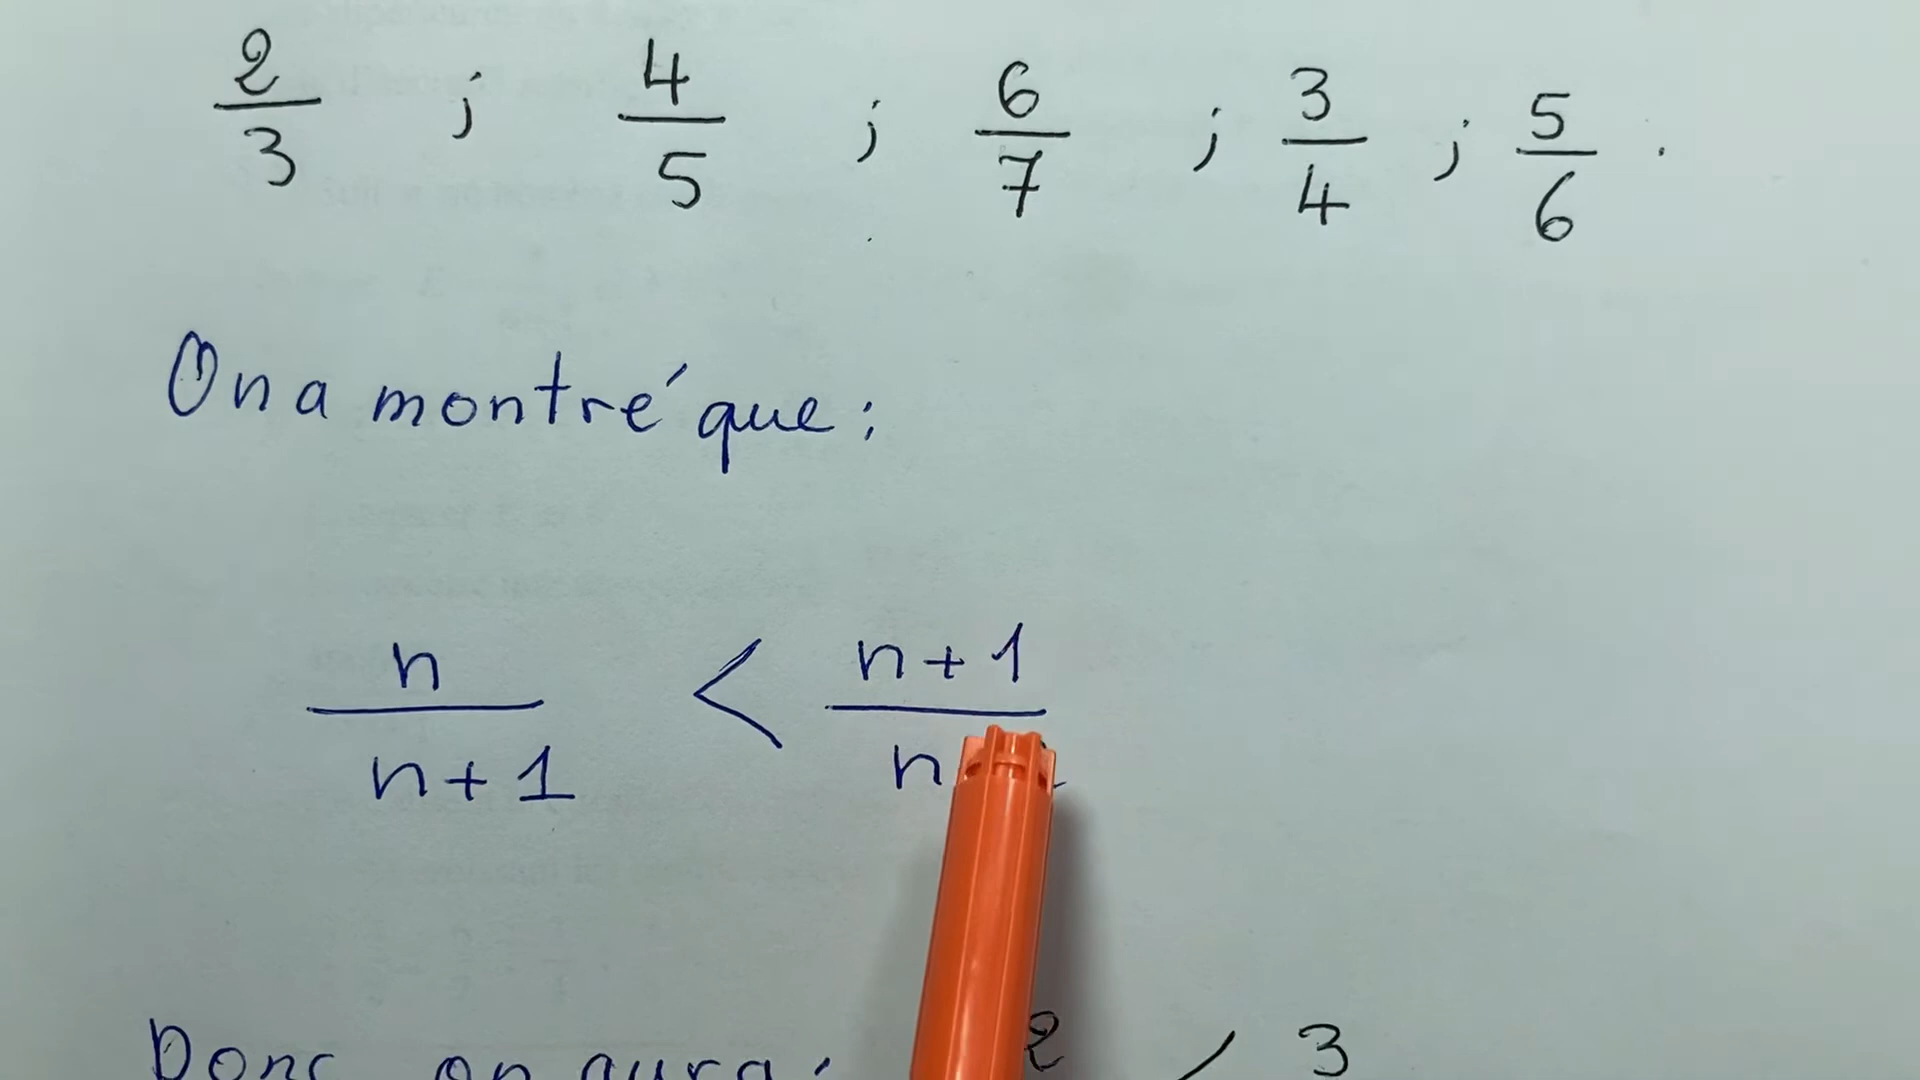 2/3 ; 4/5 ; 6/7 ; 3/4 ; 5/6 .
On a montré que :
n/(n+1) < (n+1)/n
Donc on aura : 2 3